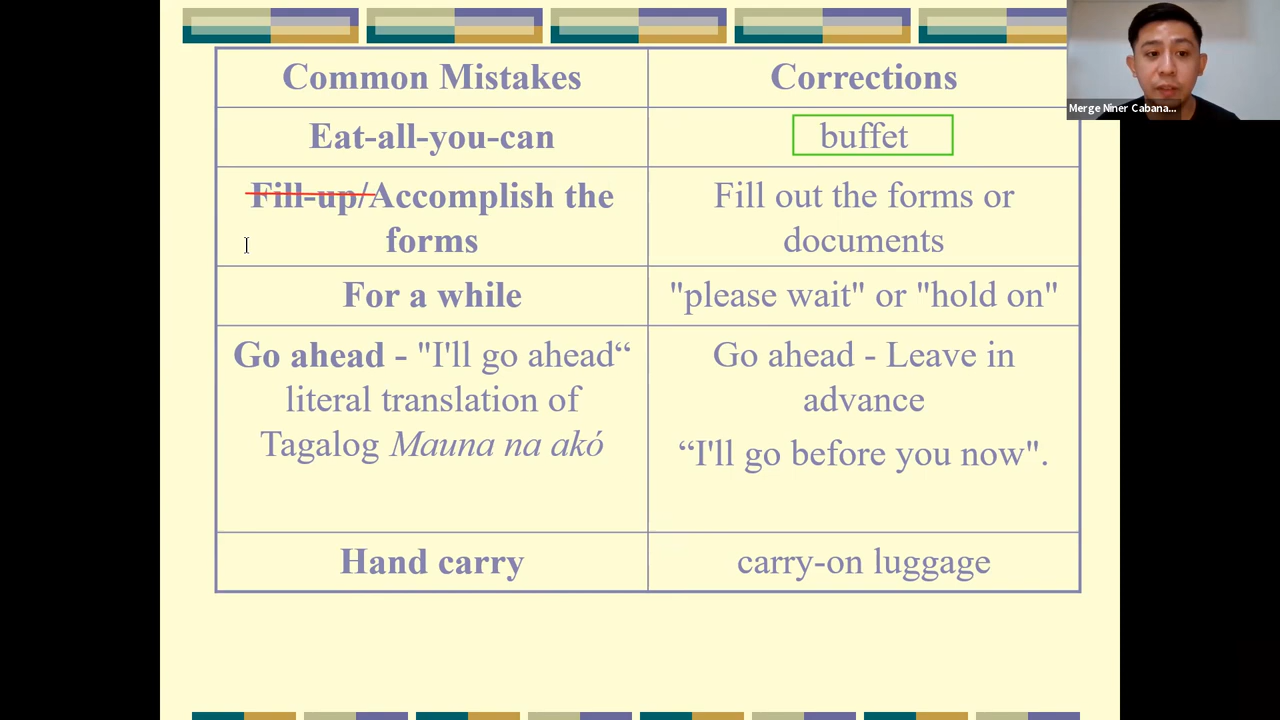 Common Mistakes
Corrections
Eat-all-you-can
buffet
Fill-up/Accomplish the
forms
Fill out the forms or
documents
For a while
"please wait" or "hold on"
Go ahead - "I'll go ahead“
literal translation of
Tagalog Mauna na akó
Go ahead - Leave in
advance
“I'll go before you now".
Hand carry
carry-on luggage
Merge Niner Cabana...